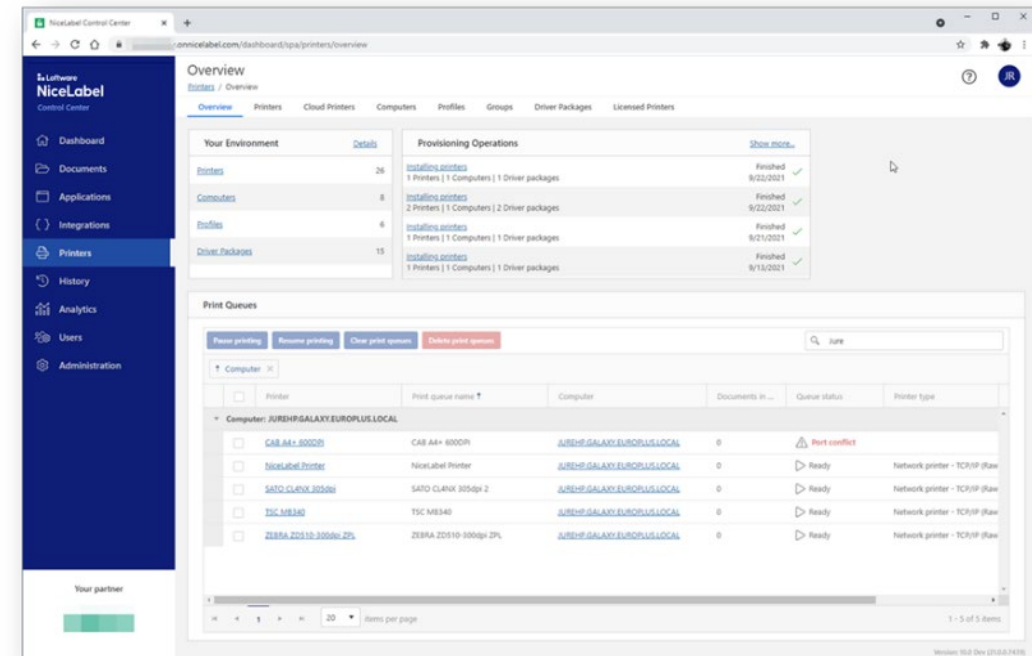 NiceLabel Control Center
.onnicelabel.com/dashboard/spa/printers/overview
Loftware
NiceLabel
Control Center
Dashboard
Documents
Applications
Integrations
Printers
History
Analytics
Users
Administration
Your partner
Overview
Printers / Overview
JR
Overview Printers Cloud Printers Computers Profiles Groups Driver Packages Licensed Printers
Your Environment Details
Printers 26
Computers 8
Profiles 6
Driver Packages 15
Provisioning Operations Show more...
Installing printers Finished
1 Printers | 1 Computers | 1 Driver packages 9/22/2021
Installing printers Finished
2 Printers | 1 Computers | 2 Driver packages 9/22/2021
Installing printers Finished
1 Printers | 1 Computers | 1 Driver packages 9/21/2021
Installing printers Finished
1 Printers | 1 Computers | 1 Driver packages 9/13/2021
Print Queues
Pause printing Resume printing Clear print queues Delete print queues Jure
Computer
Printer Print queue name Computer Documents in ... Queue status Printer type
Computer: JUREHP.GALAXY.EUROPLUS.LOCAL
CAB A4+ 600DPI CAB A4+ 600DPI JUREHP.GALAXY.EUROPLUS.LOCAL 0 Port conflict
NiceLabel Printer NiceLabel Printer JUREHP.GALAXY.EUROPLUS.LOCAL 0 Ready Network printer - TCP/IP (Raw
SATO CL4NX 305dpi SATO CL4NX 305dpi 2 JUREHP.GALAXY.EUROPLUS.LOCAL 0 Ready Network printer - TCP/IP (Raw
TSC MB340 TSC MB340 JUREHP.GALAXY.EUROPLUS.LOCAL 0 Ready Network printer - TCP/IP (Raw
ZEBRA ZD510-300dpi ZPL ZEBRA ZD510-300dpi ZPL JUREHP.GALAXY.EUROPLUS.LOCAL 0 Ready Network printer - TCP/IP (Raw
1 20 items per page 1 - 5 of 5 items
Version: 10.0 Dev (21.0.0.7439)